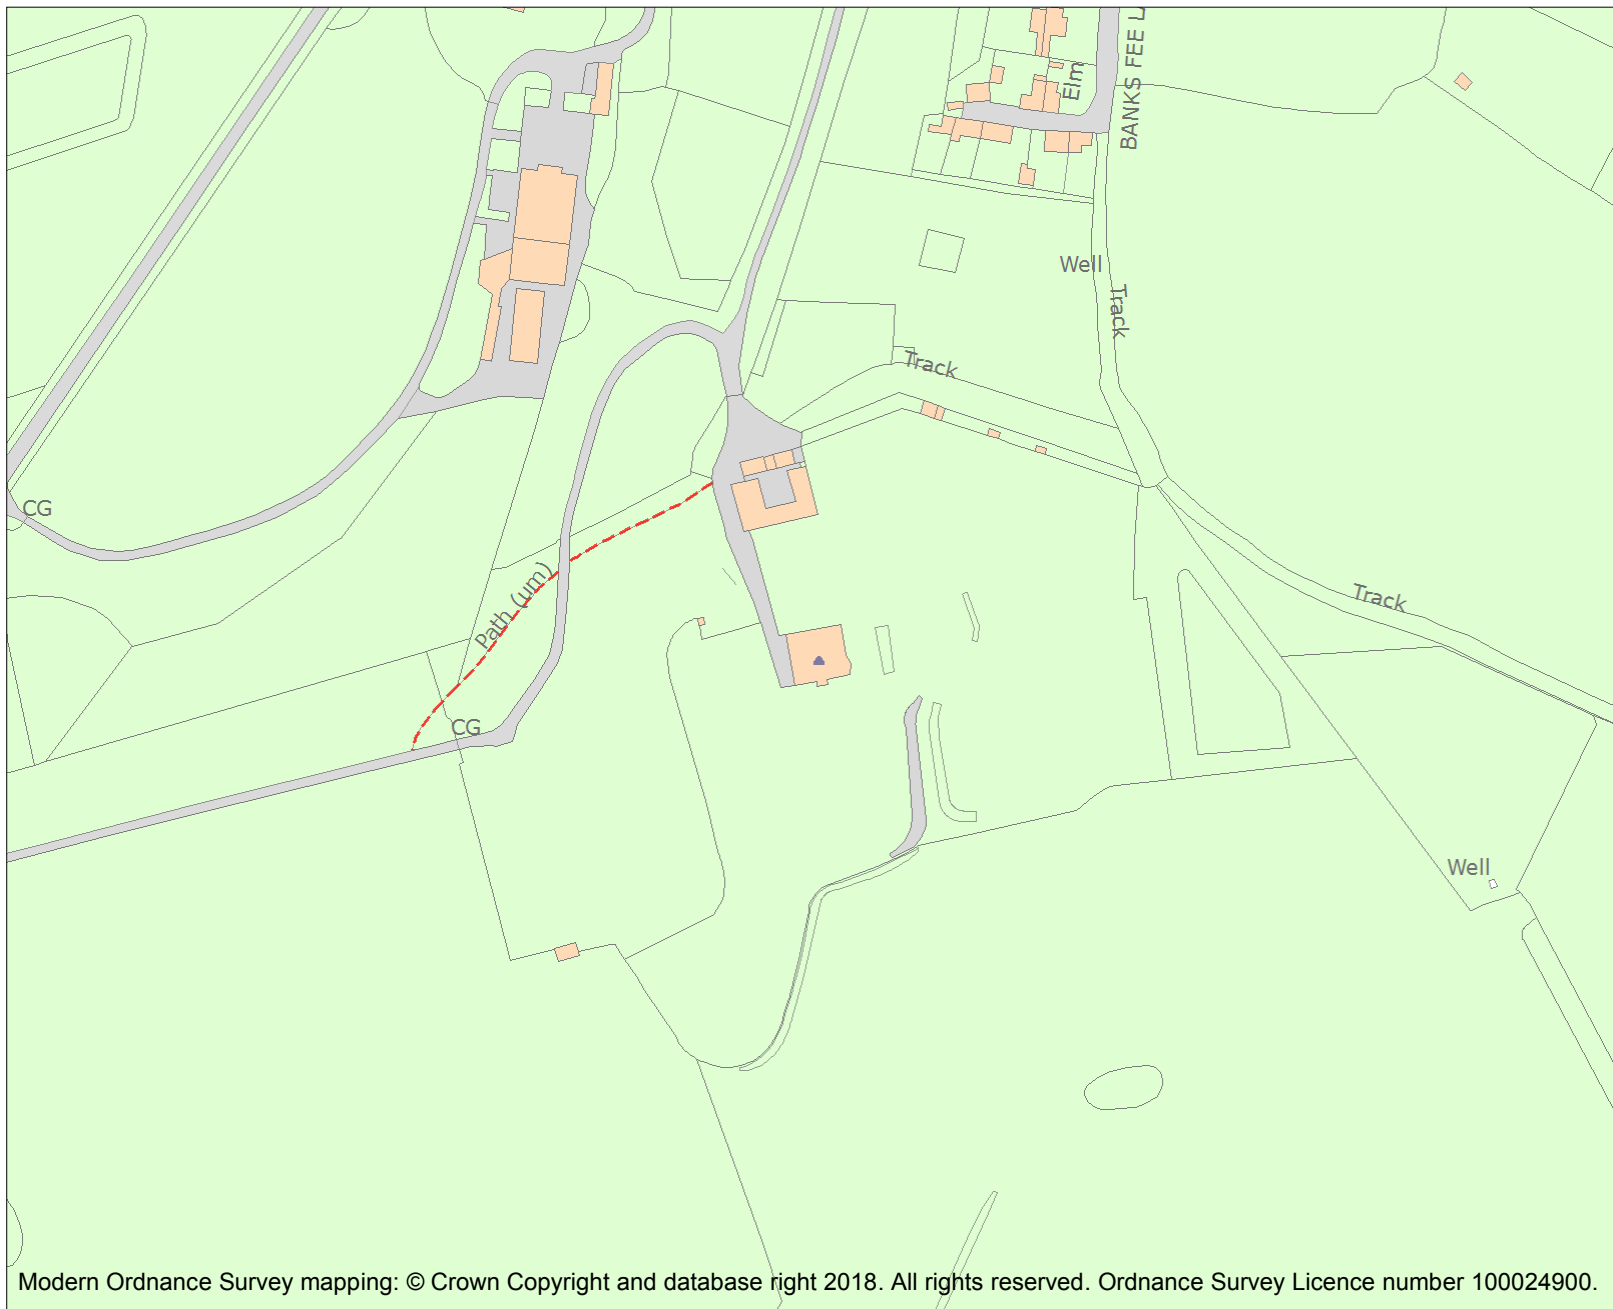 Elm
BANKS FEE L
Well
Track
Track
CG
Path (um)
Track
CG
Well
Modern Ordnance Survey mapping: © Crown Copyright and database right 2018. All rights reserved. Ordnance Survey Licence number 100024900.